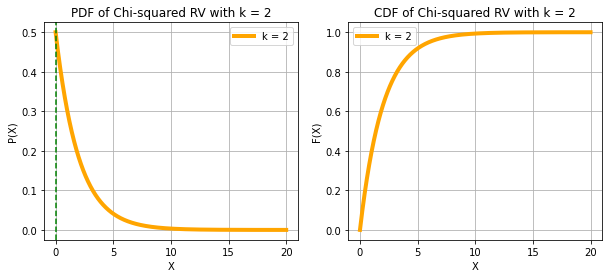 PDF of Chi-squared RV with k = 2
k = 2
P(X)
0.5
0.4
0.3
0.2
0.1
0.0
0 5 10 15 20
X
CDF of Chi-squared RV with k = 2
k = 2
F(X)
1.0
0.8
0.6
0.4
0.2
0.0
0 5 10 15 20
X